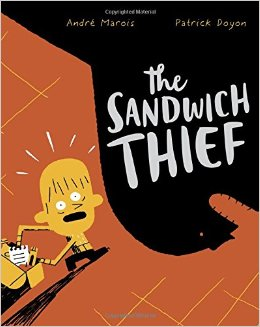 André Marois Patrick Doyon
the
SANDWICH
THIEF